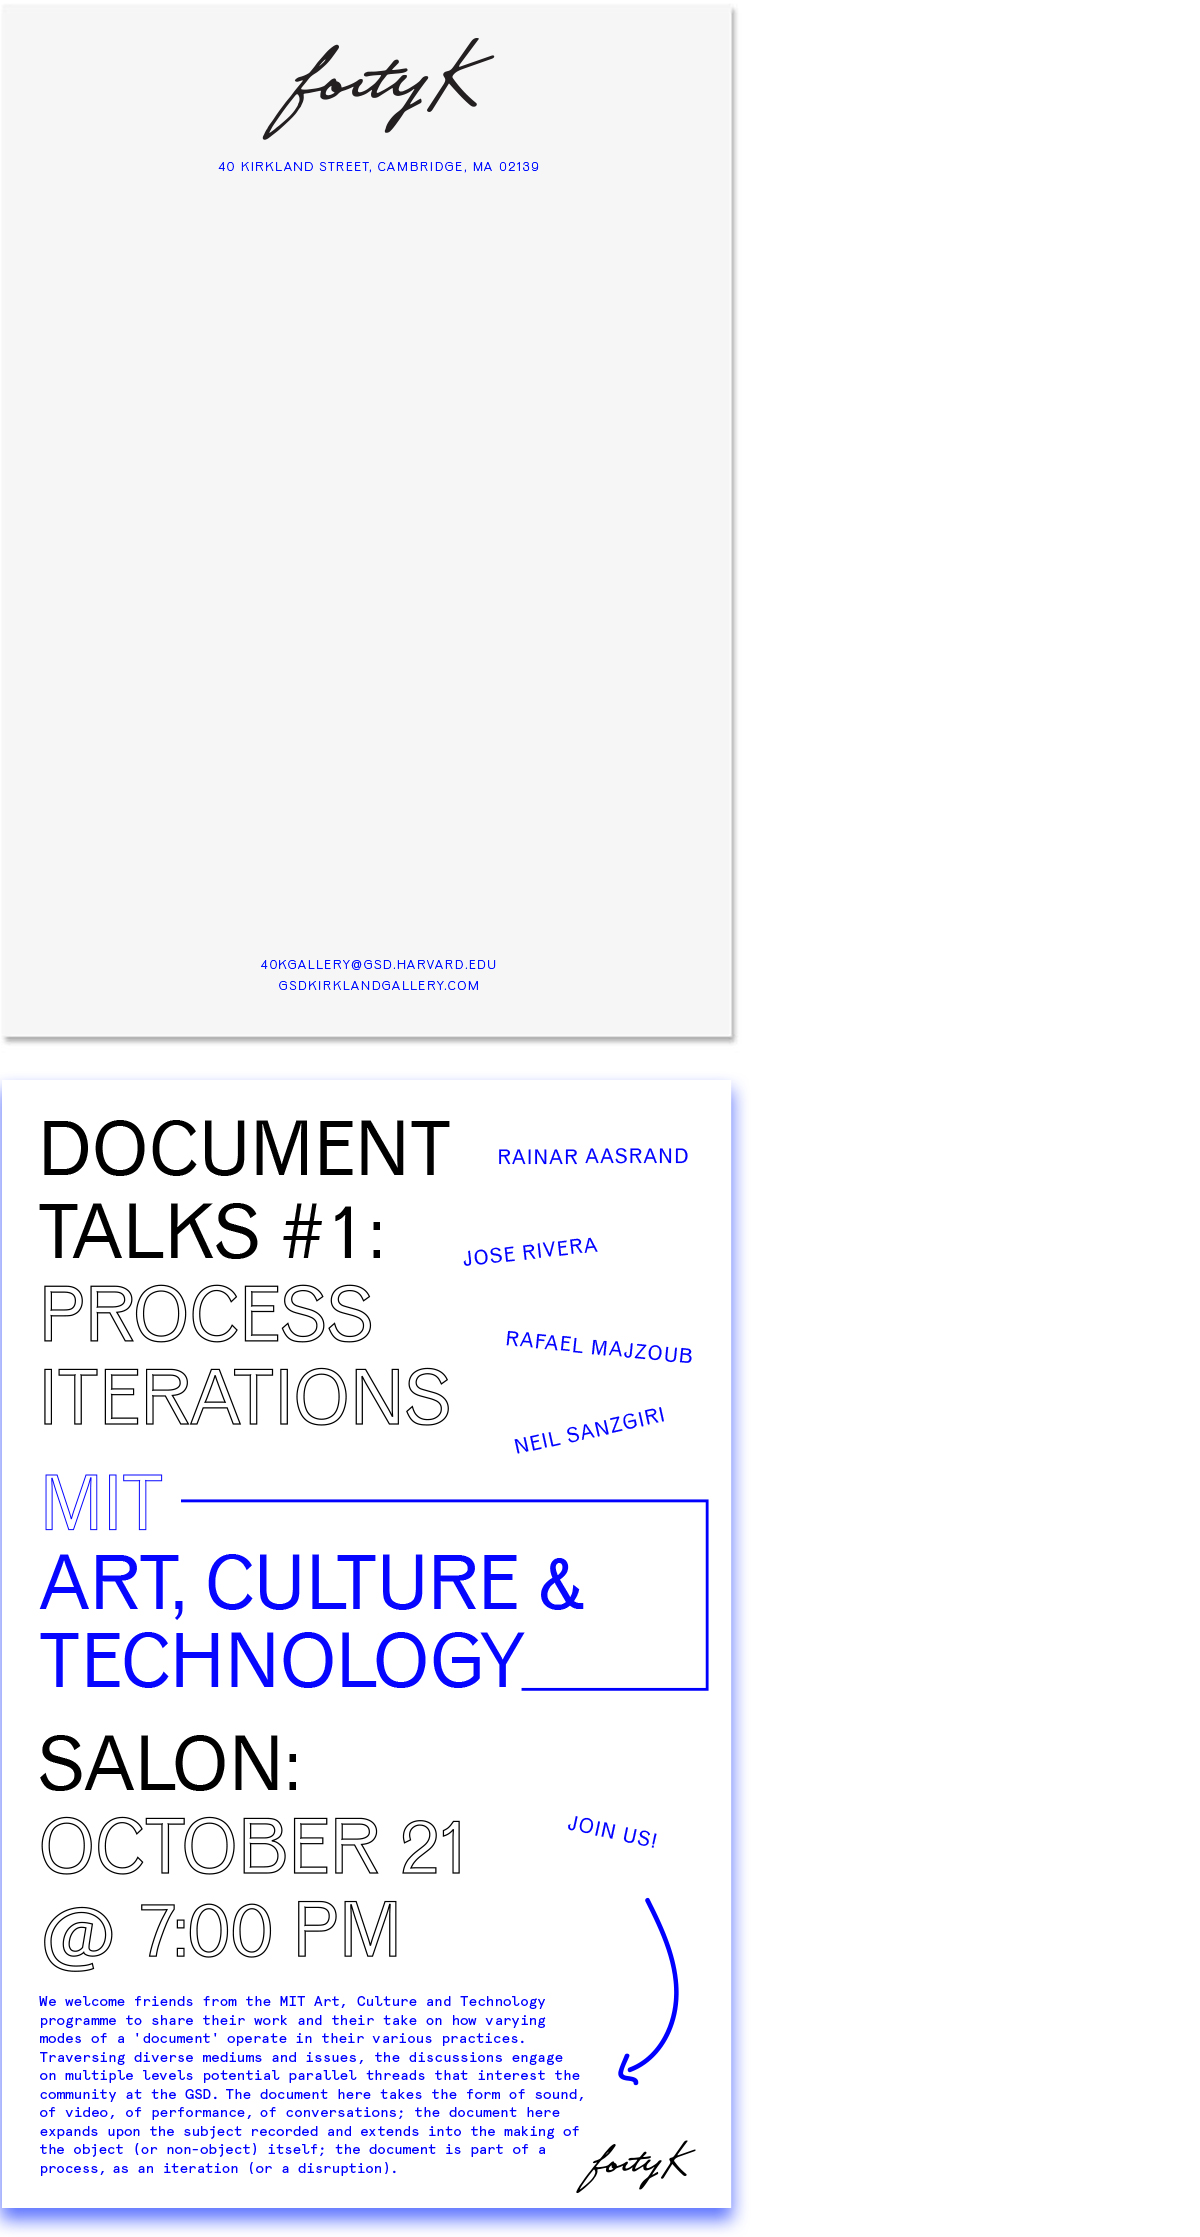 forty K
40 KIRKLAND STREET, CAMBRIDGE, MA 02139
40KGALLERY@GSD.HARVARD.EDU
GSDKIRKLANDGALLERY.COM
DOCUMENT
TALKS #1:
PROCESS
ITERATIONS
RAINAR AASRAND
JOSE RIVERA
RAFAEL MAJZOUB
NEIL SANZGIRI
MIT
ART, CULTURE &
TECHNOLOGY
SALON:
OCTOBER 21
@ 7:00 PM
JOIN US!
We welcome friends from the MIT Art, Culture and Technology
programme to share their work and their take on how varying
modes of a 'document' operate in their various practices.
Traversing diverse mediums and issues, the discussions engage
on multiple levels potential parallel threads that interest the
community at the GSD. The document here takes the form of sound,
of video, of performance, of conversations; the document here
expands upon the subject recorded and extends into the making of
the object (or non-object) itself; the document is part of a
process, as an iteration (or a disruption).
forty K